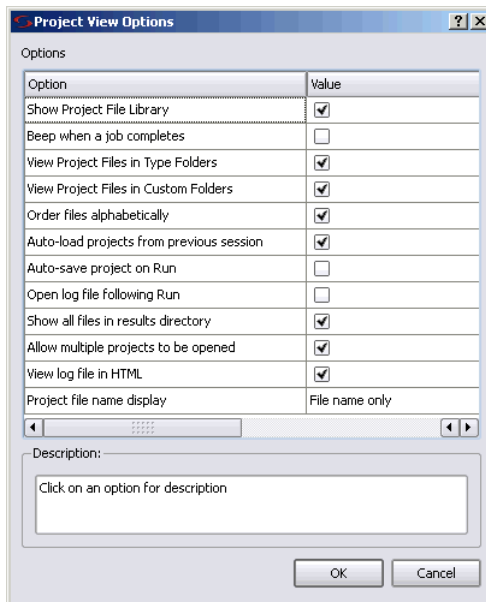 Project View Options
Options
Option Value
Show Project File Library
Beep when a job completes
View Project Files in Type Folders
View Project Files in Custom Folders
Order files alphabetically
Auto-load projects from previous session
Auto-save project on Run
Open log file following Run
Show all files in results directory
Allow multiple projects to be opened
View log file in HTML
Project file name display File name only
Description:
Click on an option for description
OK Cancel